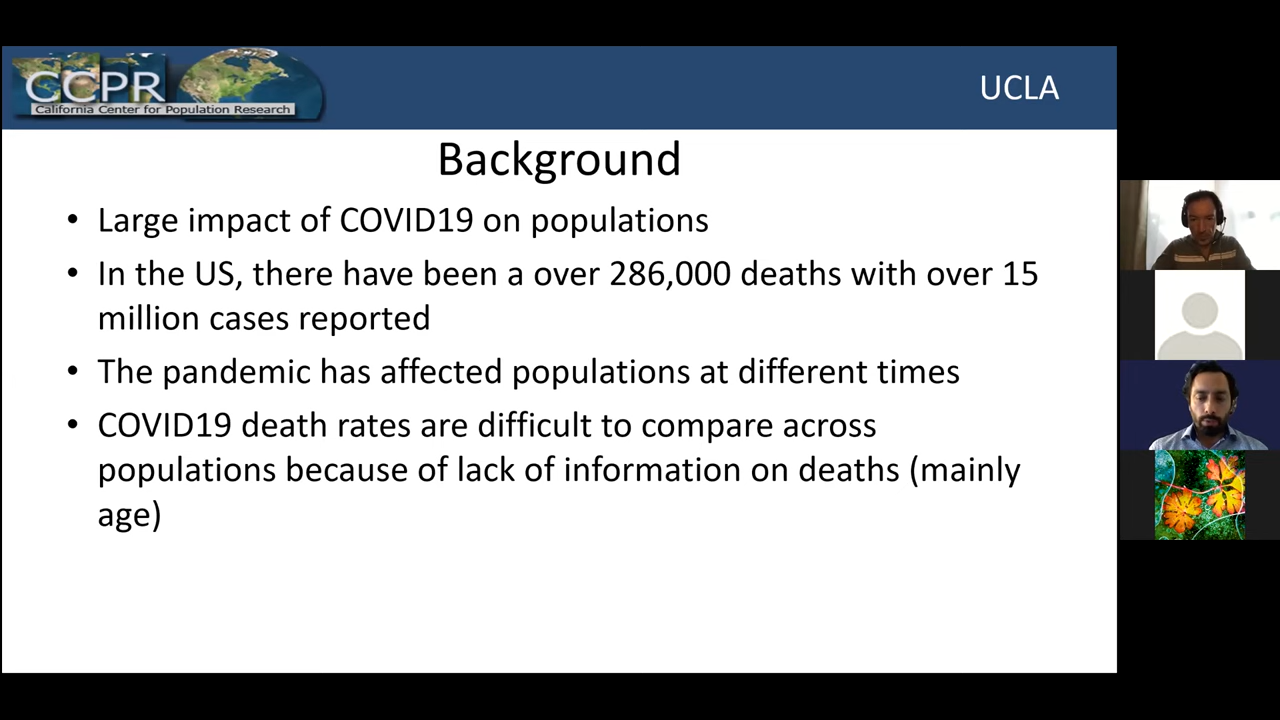 CCPR
California Center for Population Research
UCLA
Background
• Large impact of COVID19 on populations
• In the US, there have been a over 286,000 deaths with over 15
million cases reported
• The pandemic has affected populations at different times
• COVID19 death rates are difficult to compare across
populations because of lack of information on deaths (mainly
age)